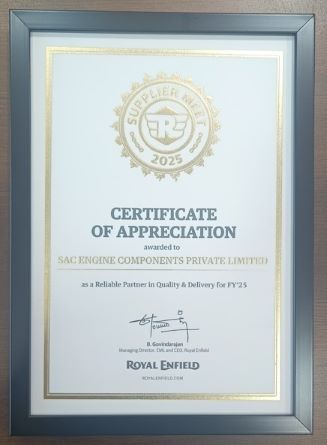 SUPPLIER MEET
R
2025
CERTIFICATE
OF APPRECIATION
awarded to
SAC ENGINE COMPONENTS PRIVATE LIMITED
as a Reliable Partner in Quality & Delivery for FY'25
B. Govindarajan
Managing Director, EML and CEO, Royal Enfield
ROYAL ENFIELD
ROYALENFIELD.COM